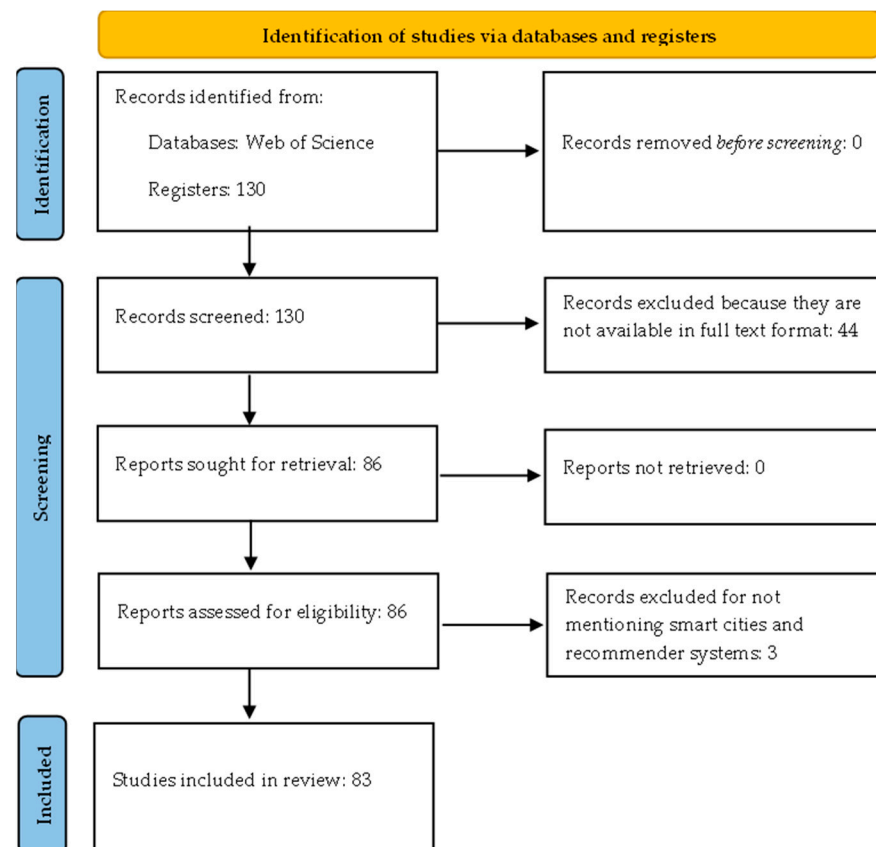 Identification of studies via databases and registers
Identification
Records identified from:
Databases: Web of Science
Registers: 130
Records removed before screening: 0
Screening
Records screened: 130
Records excluded because they are
not available in full text format: 44
Reports sought for retrieval: 86
Reports not retrieved: 0
Reports assessed for eligibility: 86
Records excluded for not
mentioning smart cities and
recommender systems: 3
Included
Studies included in review: 83